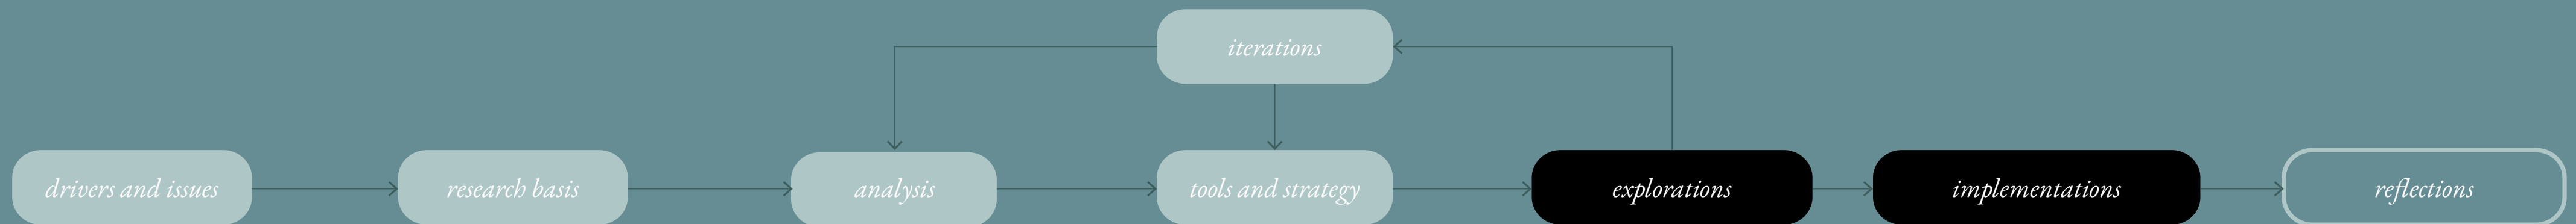 iterations
drivers and issues
research basis
analysis
tools and strategy
explorations
implementations
reflections